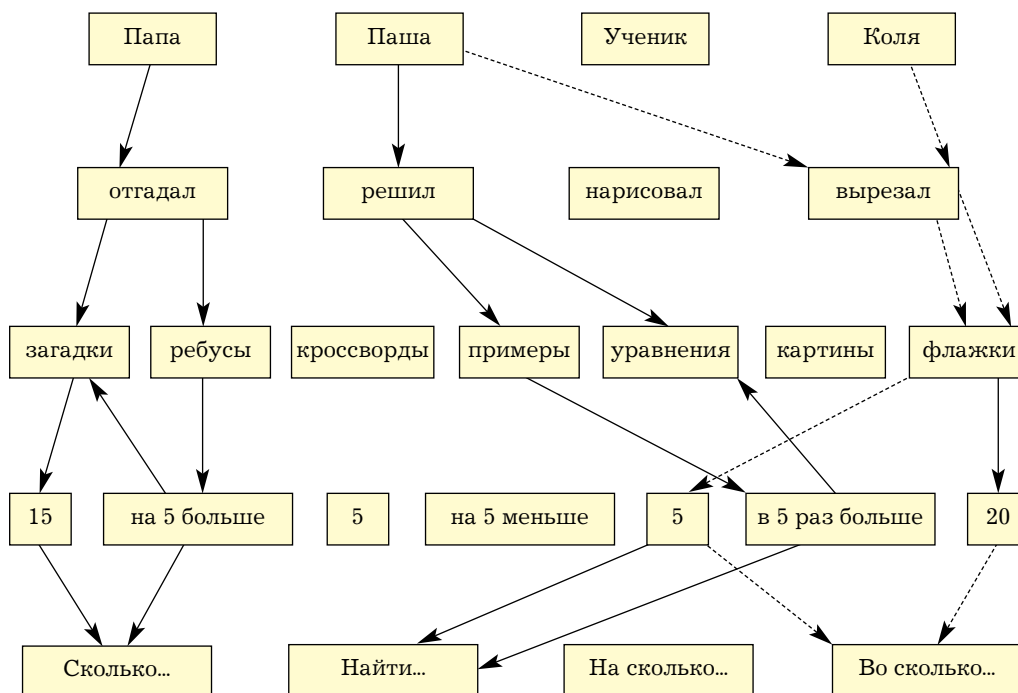 Папа
Паша
Ученик
Коля
отгадал
решил
нарисовал
вырезал
загадки
ребусы
кроссворды
примеры
уравнения
картины
флажки
15
на 5 больше
5
на 5 меньше
5
в 5 раз больше
20
Сколько...
Найти...
На сколько...
Во сколько...